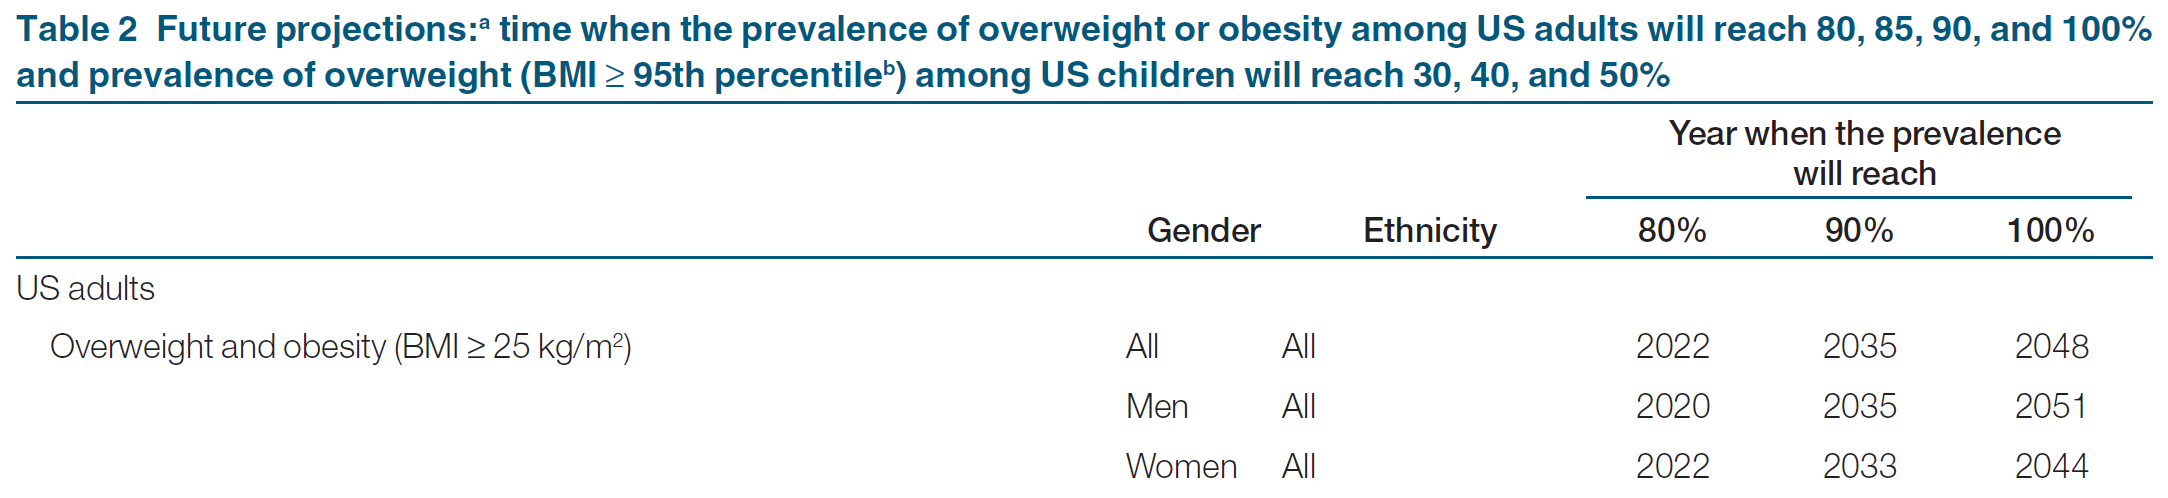 Table 2 Future projections:ᵃ time when the prevalence of overweight or obesity among US adults will reach 80, 85, 90, and 100%
and prevalence of overweight (BMI ≥ 95th percentileᵇ) among US children will reach 30, 40, and 50%
Year when the prevalence
will reach
Gender Ethnicity 80% 90% 100%
US adults
Overweight and obesity (BMI ≥ 25 kg/m²) All All 2022 2035 2048
Men All 2020 2035 2051
Women All 2022 2033 2044